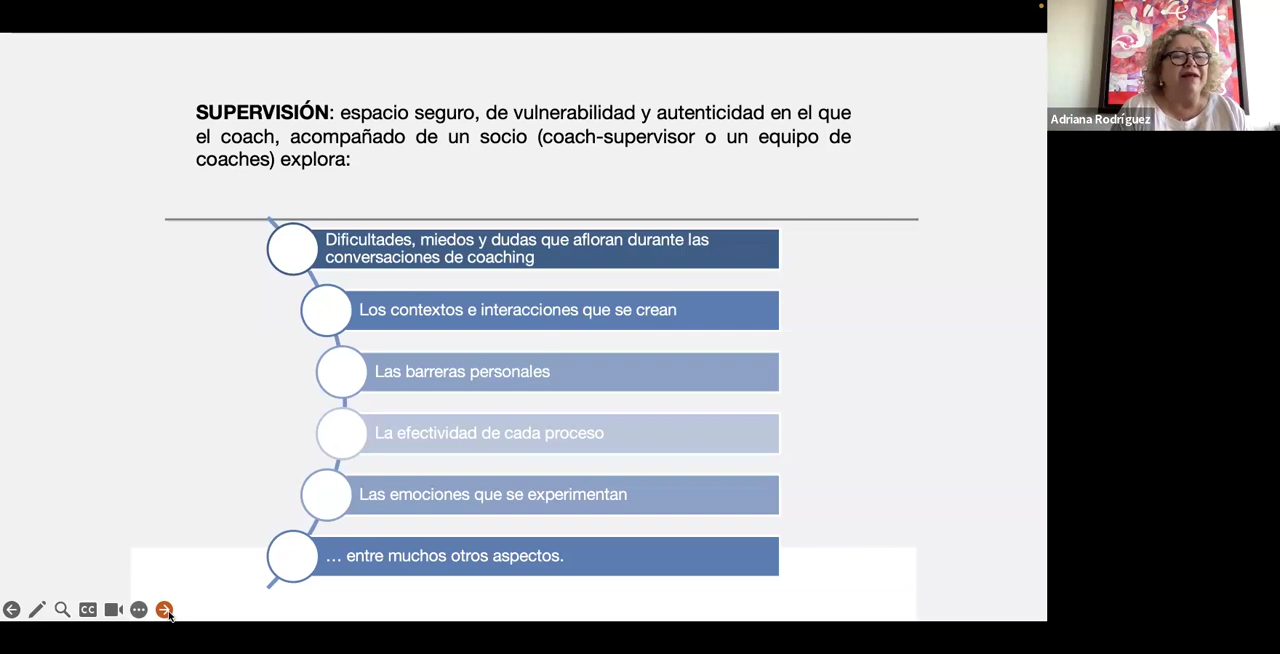 SUPERVISIÓN: espacio seguro, de vulnerabilidad y autenticidad en el que
el coach, acompañado de un socio (coach-supervisor o un equipo de
coaches) explora:
Dificultades, miedos y dudas que afloran durante las
conversaciones de coaching
Los contextos e interacciones que se crean
Las barreras personales
La efectividad de cada proceso
Las emociones que se experimentan
... entre muchos otros aspectos.
CC
Adriana Rodríguez